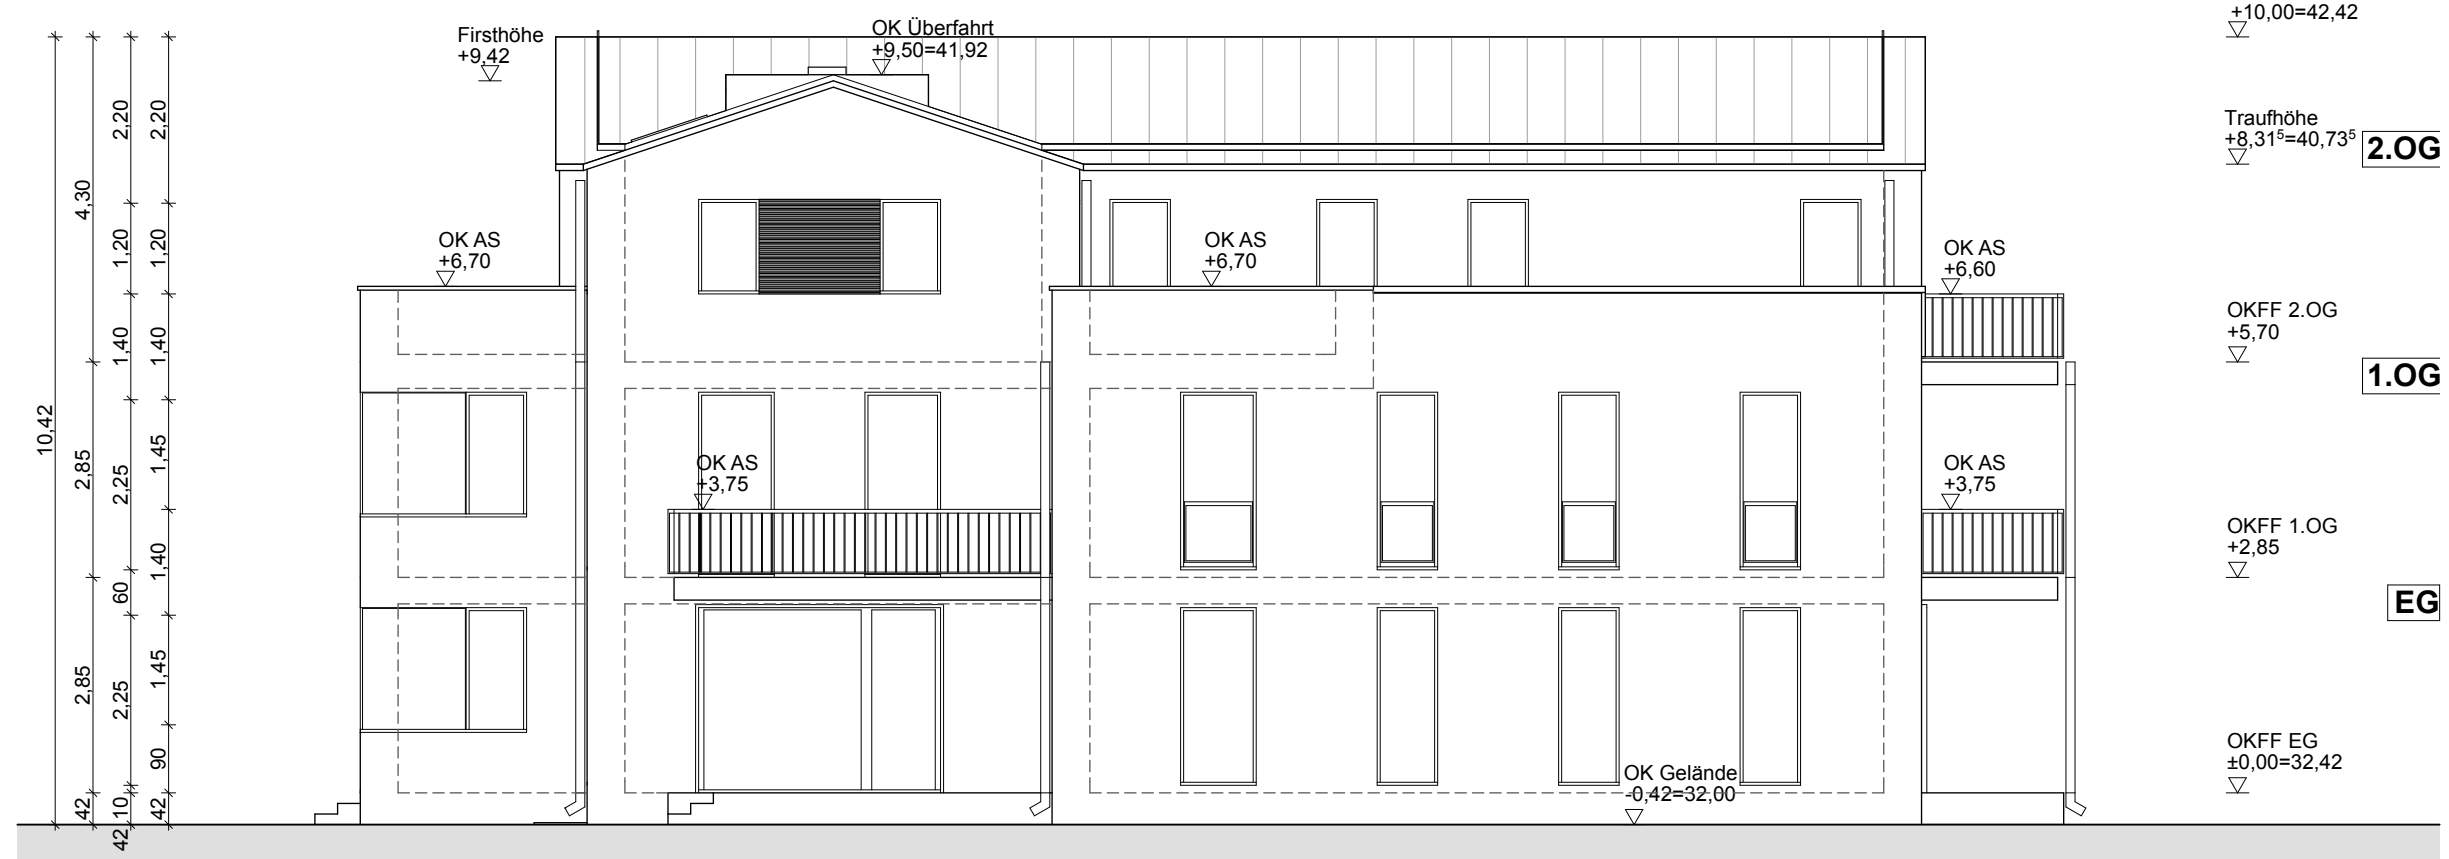 +10,00=42,42
Firsthöhe
+9,42
OK Überfahrt
+9,50=41,92
Traufhöhe
+8,31⁵=40,73⁵
2.OG
OK AS
+6,70
OK AS
+6,70
OK AS
+6,60
OKFF 2.OG
+5,70
1.OG
OK AS
+3,75
OK AS
+3,75
OKFF 1.OG
+2,85
EG
OKFF EG
±0,00=32,42
OK Gelände
-0,42=32,00
10,42
4,30
2,85
2,85
42
2,20
1,20
1,40
2,25
60
2,25
10
42
2,20
1,20
1,40
1,45
1,40
1,45
90
42